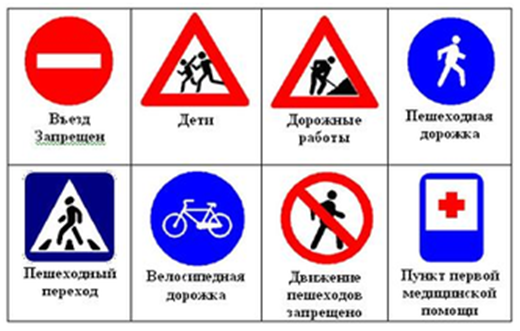 Въезд
Запрещен
Дети
Дорожные
работы
Пешеходная
дорожка
Пешеходный
переход
Велосипедная
дорожка
Движение
пешеходов
запрещено
Пункт первой
медицинской
помощи